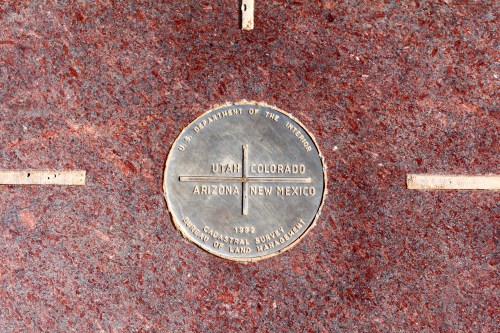 U.S. DEPARTMENT OF THE INTERIOR
UTAH COLORADO
ARIZONA NEW MEXICO
1992
CADASTRAL SURVEY
BUREAU OF LAND MANAGEMENT